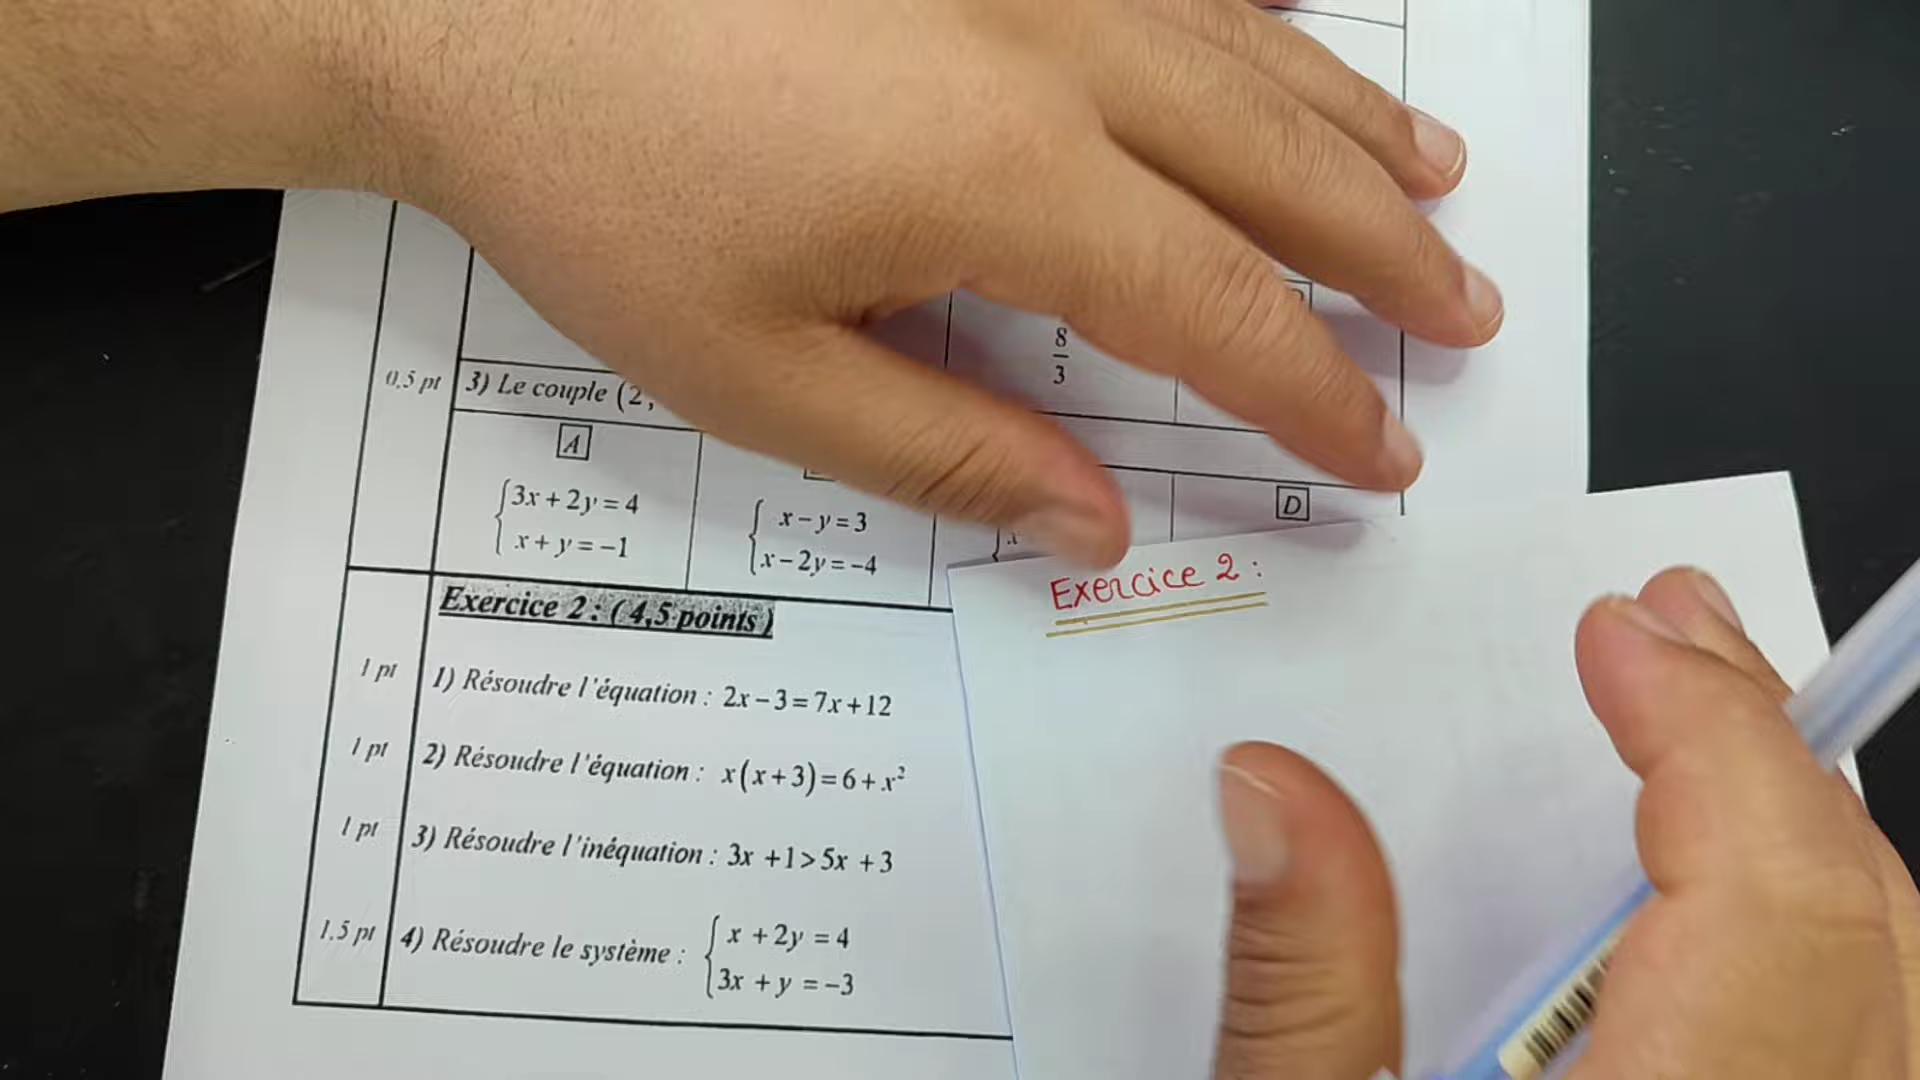 8
3
0,5 pt 3) Le couple (2,
A
D
{3x + 2y = 4
x + y = -1
{x - y = 3
x - 2y = -4
Exercice 2 :
Exercice 2 : ( 4,5 points )
1 pt 1) Résoudre l'équation : 2x - 3 = 7x + 12
1 pt 2) Résoudre l'équation : x(x + 3) = 6 + x²
1 pt 3) Résoudre l'inéquation : 3x + 1 > 5x + 3
1.5 pt 4) Résoudre le système : {x + 2y = 4
3x + y = -3